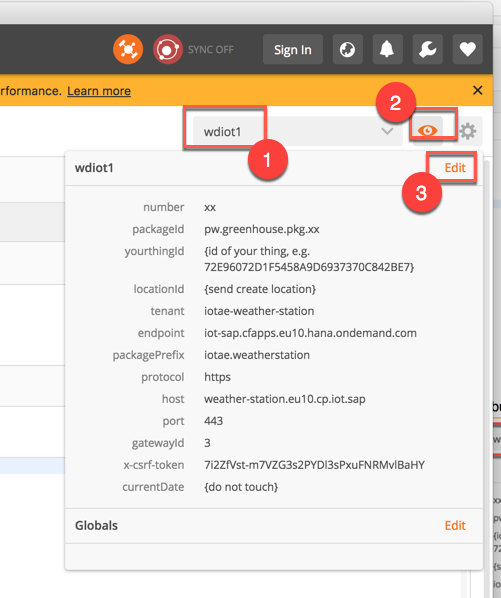 SYNC OFF
Sign In
rformance. Learn more
2
wdiot1
1
wdiot1
Edit
3
number xx
packageId pw.greenhouse.pkg.xx
yourthingId {id of your thing, e.g.
72E96072D1F5458A9D6937370C842BE7}
locationId {send create location}
tenant iotae-weather-station
endpoint iot-sap.cfapps.eu10.hana.ondemand.com
packagePrefix iotae.weatherstation
protocol https
host weather-station.eu10.cp.iot.sap
port 443
gatewayId 3
x-csrf-token 7i2ZfVst-m7VZG3s2PYDl3sPxuFNRMvlBaHY
currentDate {do not touch}
Globals Edit